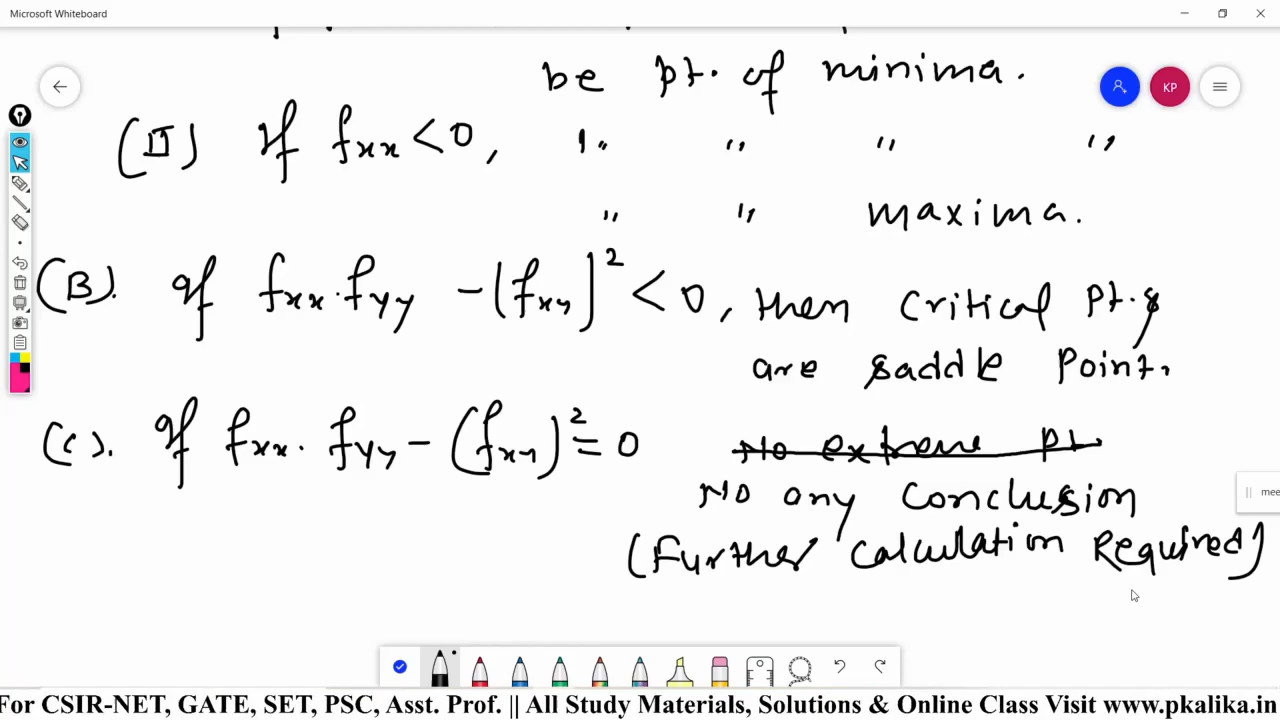 Microsoft Whiteboard
be pt. of minima.
(II) If fxx < 0, " " " "
" " maxima.
KP
(B). If fxx . fyy - (fxy)² < 0, then critical pt.s
are saddle point.
(C). If fxx . fyy - (fxy)² = 0 No extreme pt
No any conclusion
(Further calculation Required)
mee
For CSIR-NET, GATE, SET, PSC, Asst. Prof. || All Study Materials, Solutions & Online Class Visit www.pkalika.in